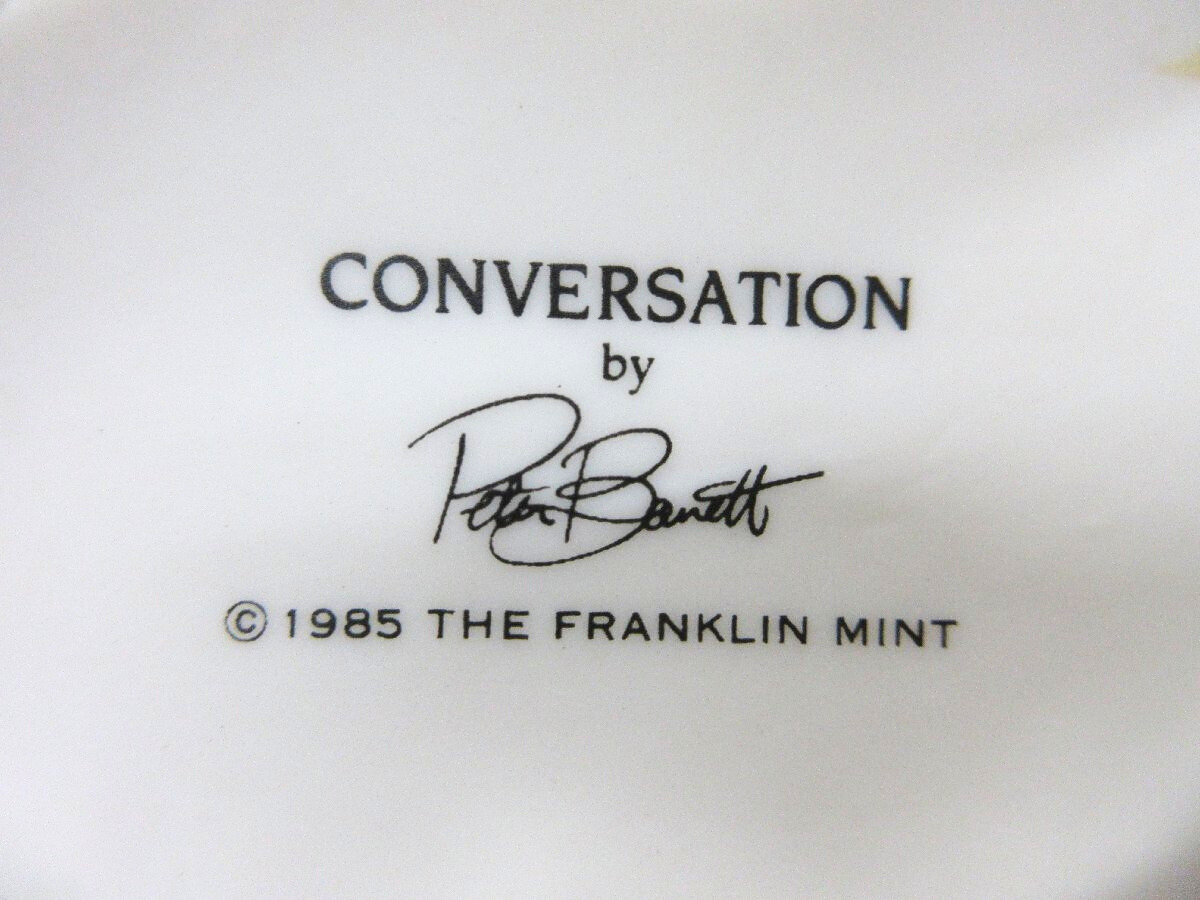 CONVERSATION
by
Peter Barrett
© 1985 THE FRANKLIN MINT